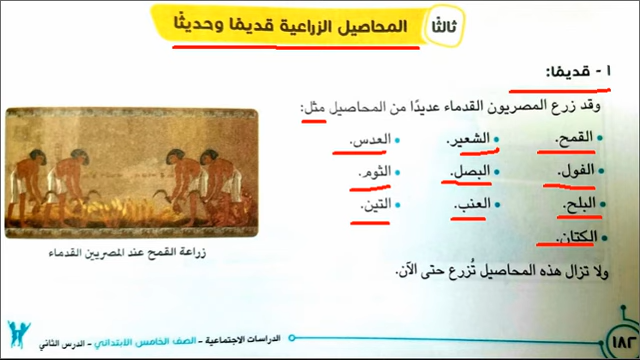 ثالثًا
المحاصيل الزراعية قديمًا وحديثًا
١ - قديمًا:
وقد زرع المصريون القدماء عديدًا من المحاصيل مثل:
• القمح. • الشعير. • العدس.
• الفول. • البصل. • الثوم.
• البلح. • العنب. • التين.
• الكتان.
ولا تزال هذه المحاصيل تُزرع حتى الآن.
زراعة القمح عند المصريين القدماء
١٨٢
الدراسات الاجتماعية - الصف الخامس الابتدائي - الدرس الثاني